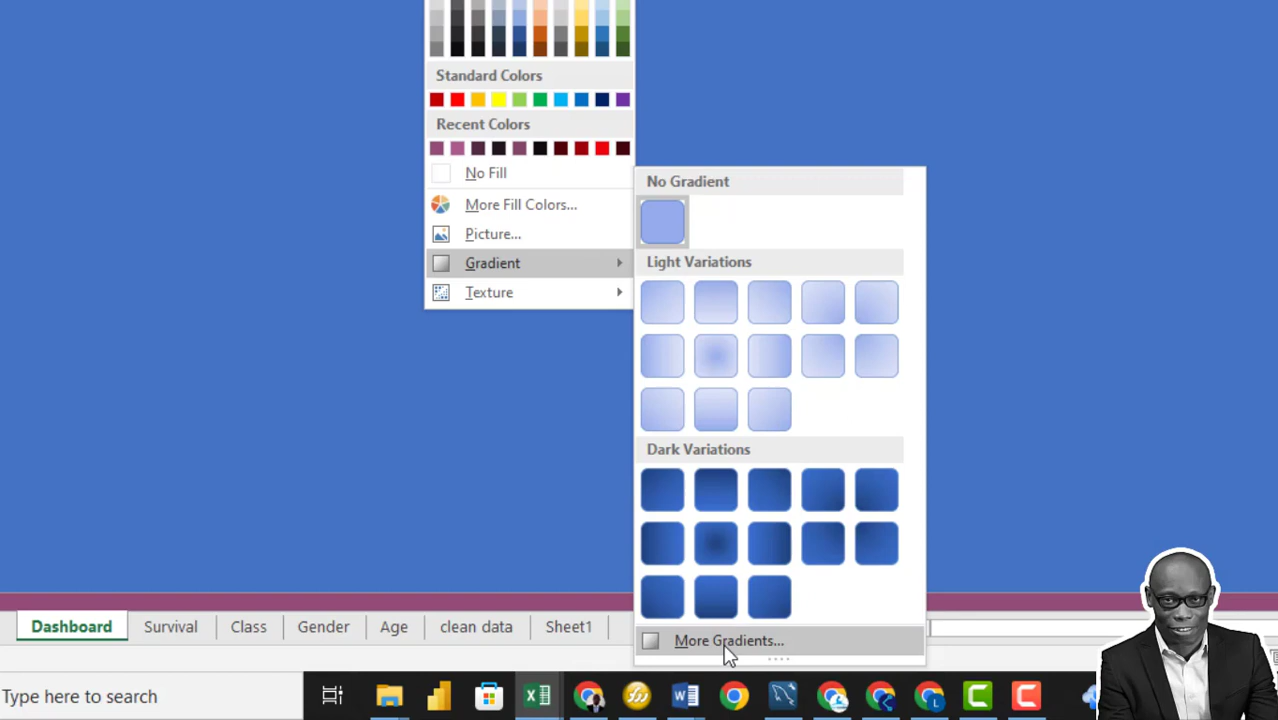 Standard Colors
Recent Colors
No Fill
More Fill Colors...
Picture...
Gradient
Texture
No Gradient
Light Variations
Dark Variations
More Gradients...
Dashboard Survival Class Gender Age clean data Sheet1
Type here to search